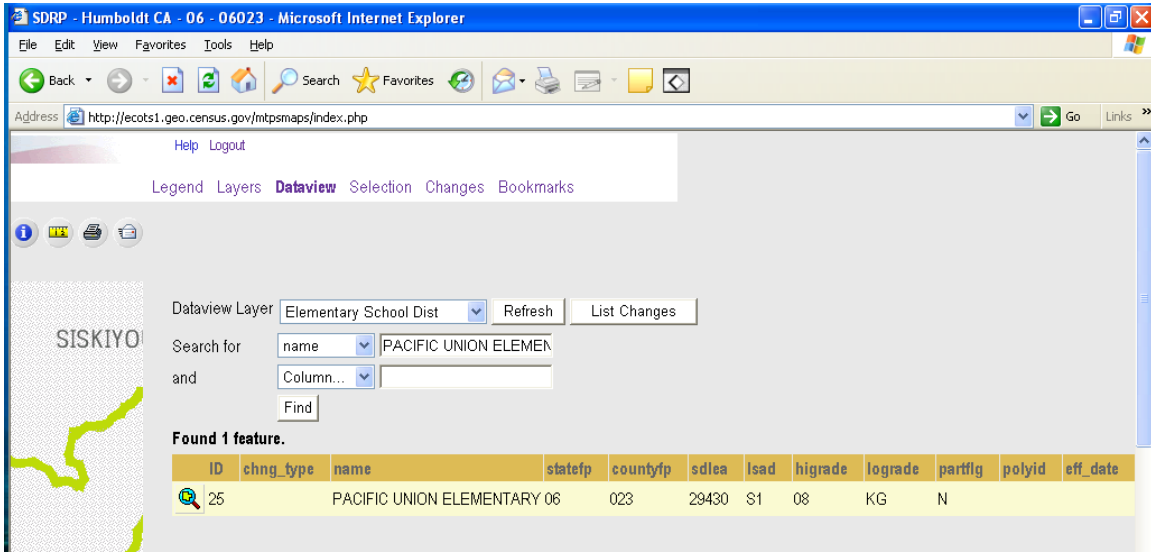 SDRP - Humboldt CA - 06 - 06023 - Microsoft Internet Explorer
File Edit View Favorites Tools Help
Back Search Favorites
Address http://ecots1.geo.census.gov/mtpsmaps/index.php Go Links »
Help Logout
Legend Layers Dataview Selection Changes Bookmarks
Dataview Layer Elementary School Dist Refresh List Changes
SISKIYO
Search for name PACIFIC UNION ELEMEN
and Column...
Find
Found 1 feature.
ID chng_type name statefp countyfp sdlea lsad higrade lograde partflg polyid eff_date
25 PACIFIC UNION ELEMENTARY 06 023 29430 S1 08 KG N